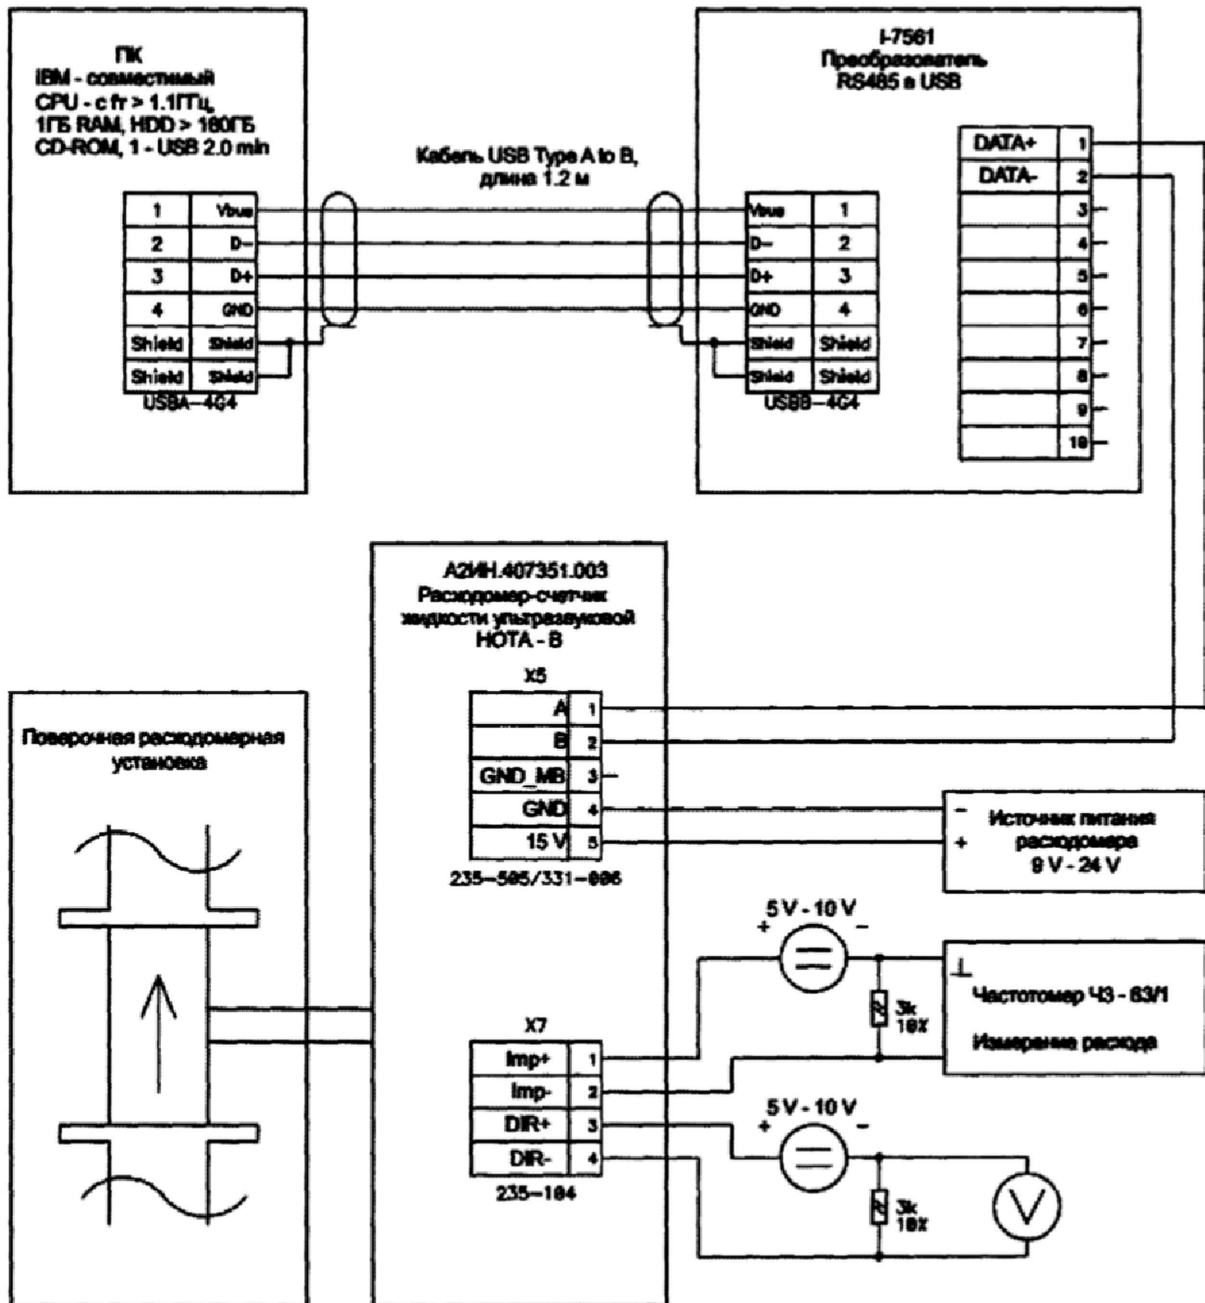 ПК
IBM - совместимый
CPU - c fт > 1.1ГГц,
1ГБ RAM, HDD > 160ГБ
CD-ROM, 1 - USB 2.0 min
1 Vbus
2 D-
3 D+
4 GND
Shield Shield
Shield Shield
USBA-4G4
Кабель USB Type A to B,
длина 1.2 м
I-7561
Преобразователь
RS485 в USB
Vbus 1
D- 2
D+ 3
GND 4
Shield Shield
Shield Shield
USBB-4G4
DATA+ 1
DATA- 2
3
4
5
6
7
8
9
10
А2ИН.407351.003
Расходомер-счетчик
жидкости ультразвуковой
НОТА - В
X5
A 1
B 2
GND_MB 3
GND 4
15 V 5
235-505/331-006
Поверочная расходомерная
установка
- Источник питания
+ расходомера
9 V - 24 V
5 V - 10 V
+ -
3k
10%
⊥
Частотомер ЧЗ - 63/1
Измерение расхода
X7
Imp+ 1
Imp- 2
DIR+ 3
DIR- 4
235-104
5 V - 10 V
+ -
3k
10%
V